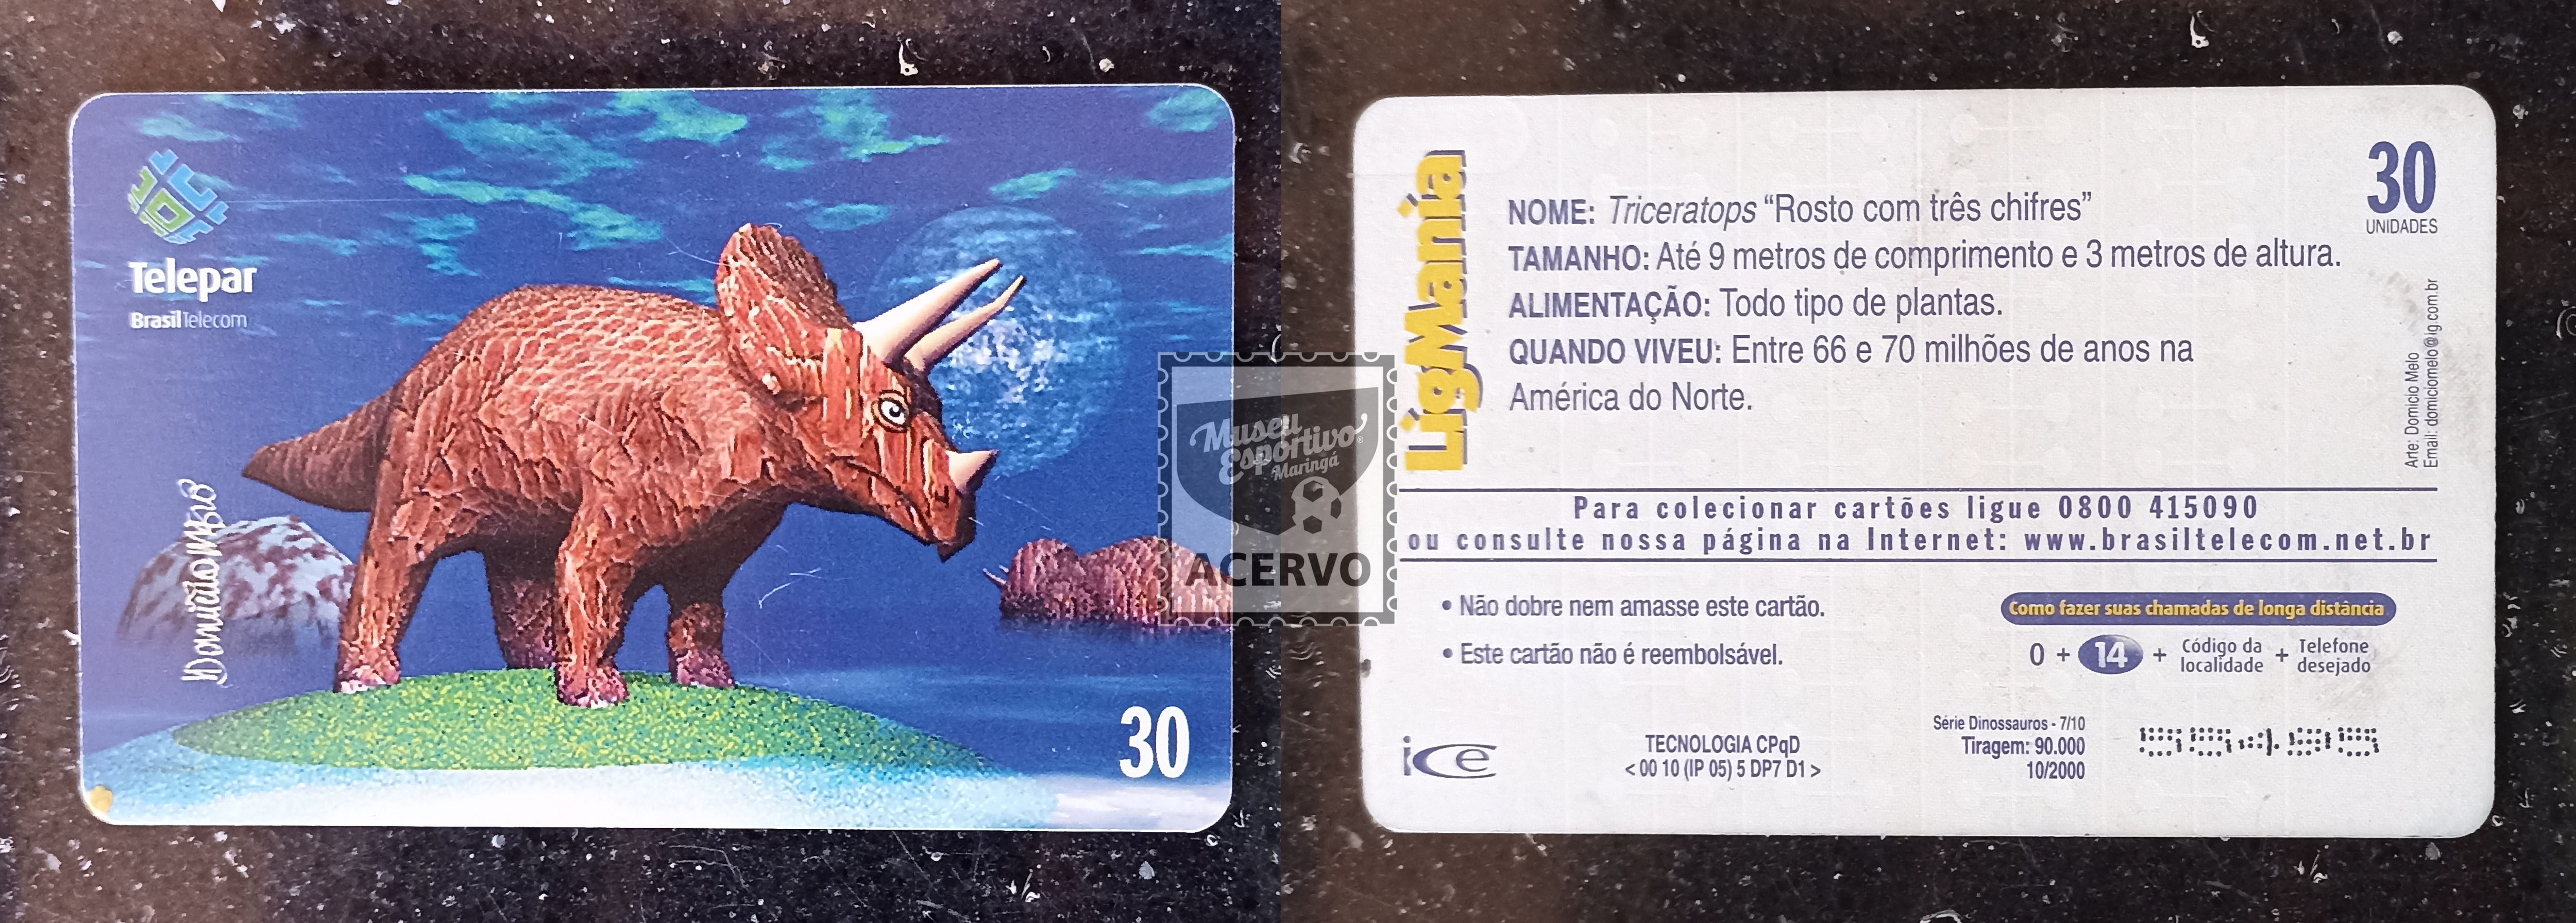 Telepar
BrasilTelecom
Domiciomelo
30
Museu
Esportivo
Maringá
ACERVO
LigMania
NOME: Triceratops “Rosto com três chifres”
TAMANHO: Até 9 metros de comprimento e 3 metros de altura.
ALIMENTAÇÃO: Todo tipo de plantas.
QUANDO VIVEU: Entre 66 e 70 milhões de anos na
América do Norte.
30
UNIDADES
Arte: Domicio Melo
Email: domiciomelo@ig.com.br
Para colecionar cartões ligue 0800 415090
ou consulte nossa página na Internet: www.brasiltelecom.net.br
• Não dobre nem amasse este cartão.
• Este cartão não é reembolsável.
Como fazer suas chamadas de longa distância
0 + 14 + Código da localidade + Telefone desejado
ice
TECNOLOGIA CPqD
< 00 10 (IP 05) 5 DP7 D1 >
Série Dinossauros - 7/10
Tiragem: 90.000
10/2000